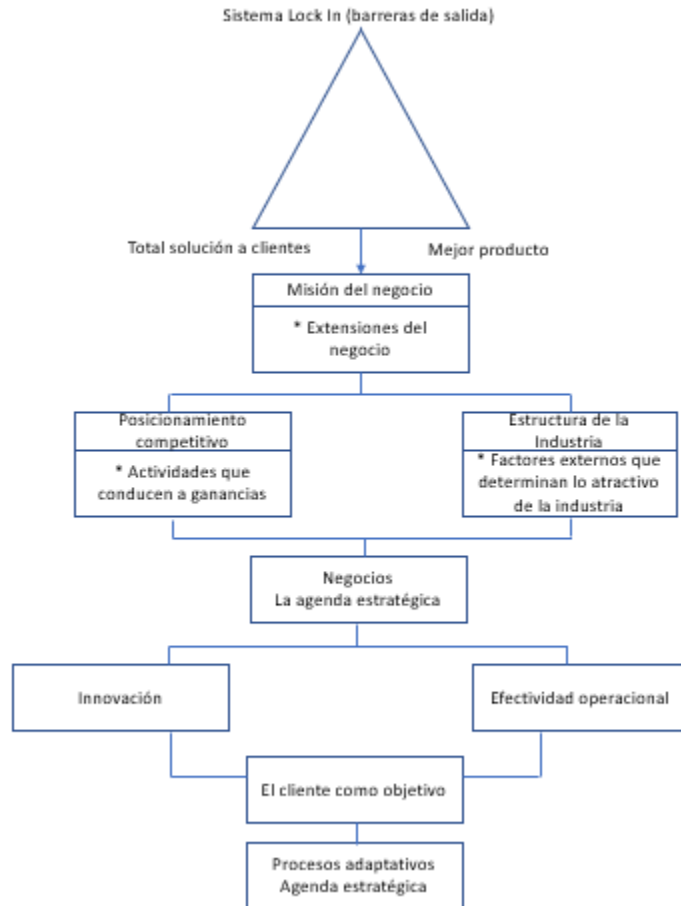 Sistema Lock In (barreras de salida)
Total solución a clientes
Mejor producto
Misión del negocio
* Extensiones del
negocio
Posicionamiento
competitivo
* Actividades que
conducen a ganancias
Estructura de la
Industria
* Factores externos que
determinan lo atractivo
de la industria
Negocios
La agenda estratégica
Innovación
Efectividad operacional
El cliente como objetivo
Procesos adaptativos
Agenda estratégica